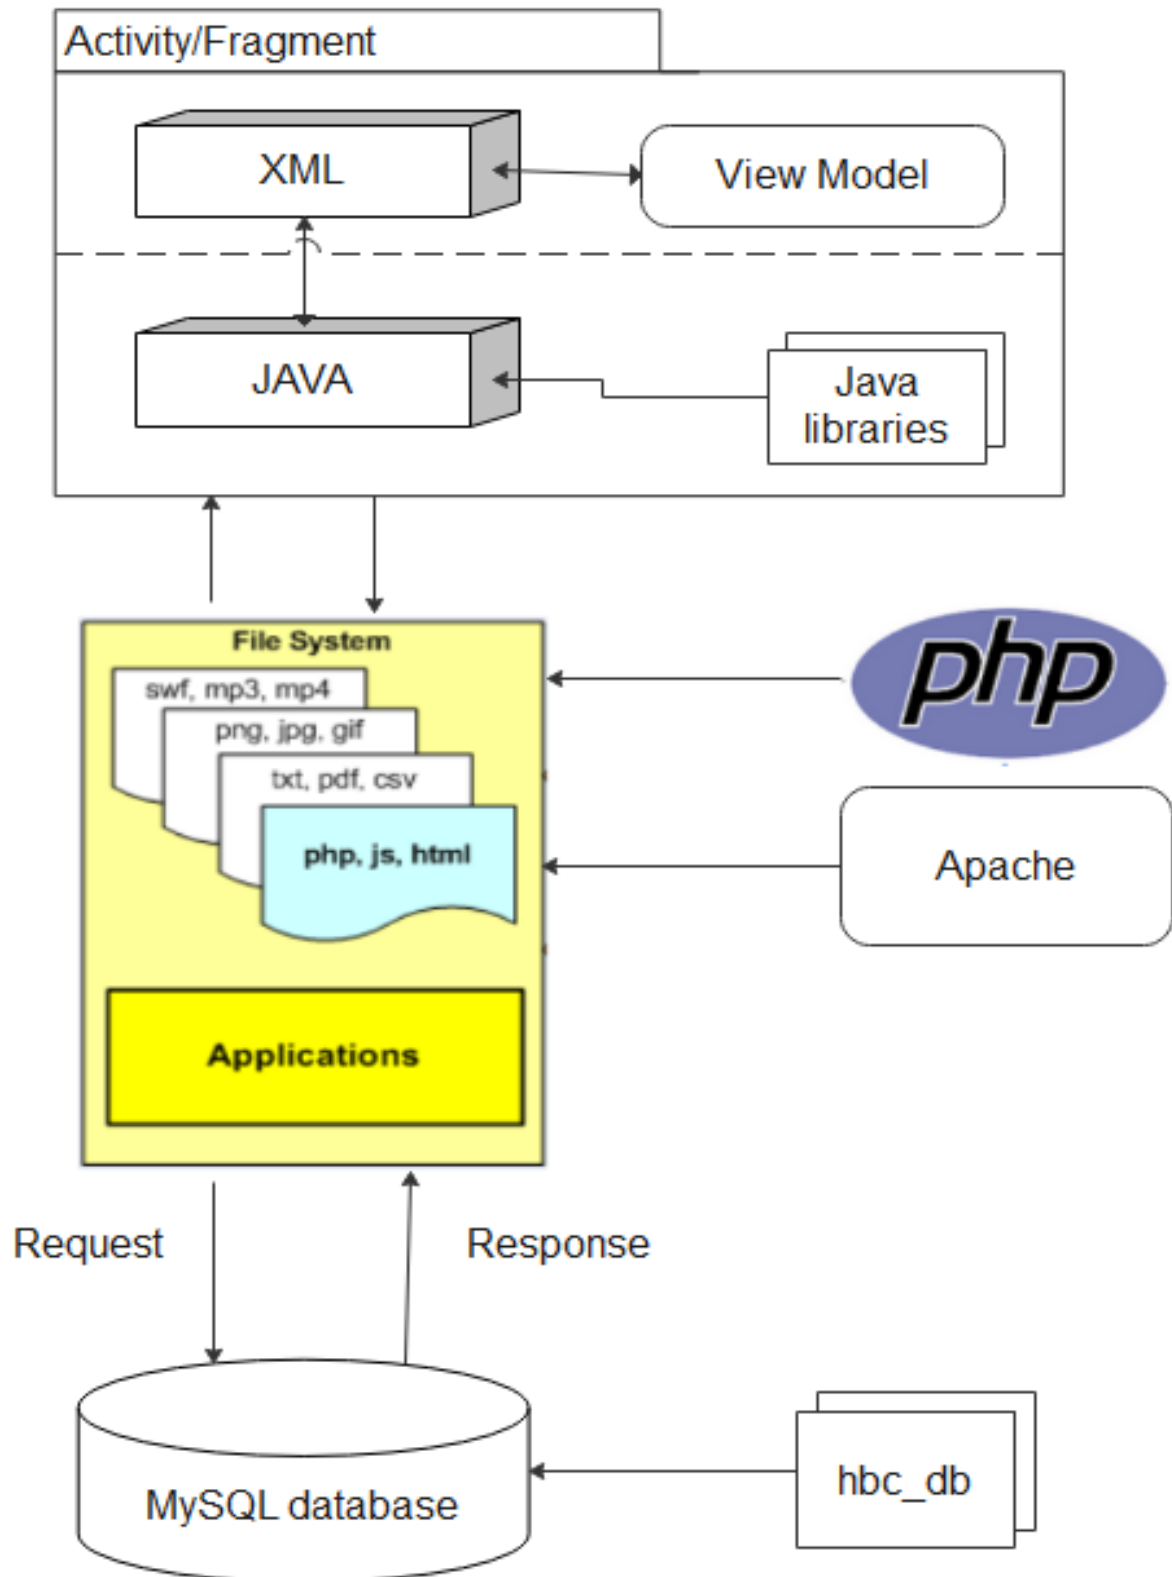 Activity/Fragment
XML
View Model
JAVA
Java
libraries
File System
swf, mp3, mp4
png, jpg, gif
txt, pdf, csv
php, js, html
Applications
php
Apache
Request
Response
MySQL database
hbc_db